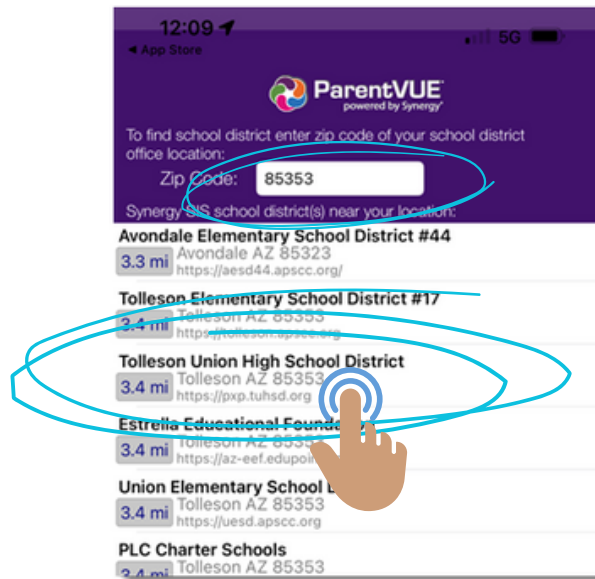 12:09
◀ App Store
5G
ParentVUE
powered by Synergy
To find school district enter zip code of your school district
office location:
Zip Code: 85353
Synergy SIS school district(s) near your location:
Avondale Elementary School District #44
3.3 mi Avondale AZ 85323
https://aesd44.apscc.org/
Tolleson Elementary School District #17
3.4 mi Tolleson AZ 85353
https://tolleson.apscc.org
Tolleson Union High School District
3.4 mi Tolleson AZ 85353
https://pxp.tuhsd.org
Estrella Educational
3.4 mi Tolleson AZ 85353
https://az-eef.edupoin
Union Elementary School
3.4 mi Tolleson AZ 85353
https://uesd.apscc.org
PLC Charter Schools
3.4 mi Tolleson AZ 85353